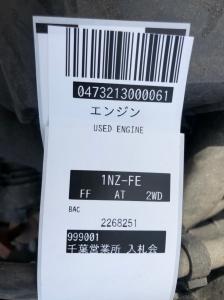 0473213000061
エンジン
USED ENGINE
1NZ-FE
FF AT 2WD
BAC
2268251
999001
千葉営業所 入札会